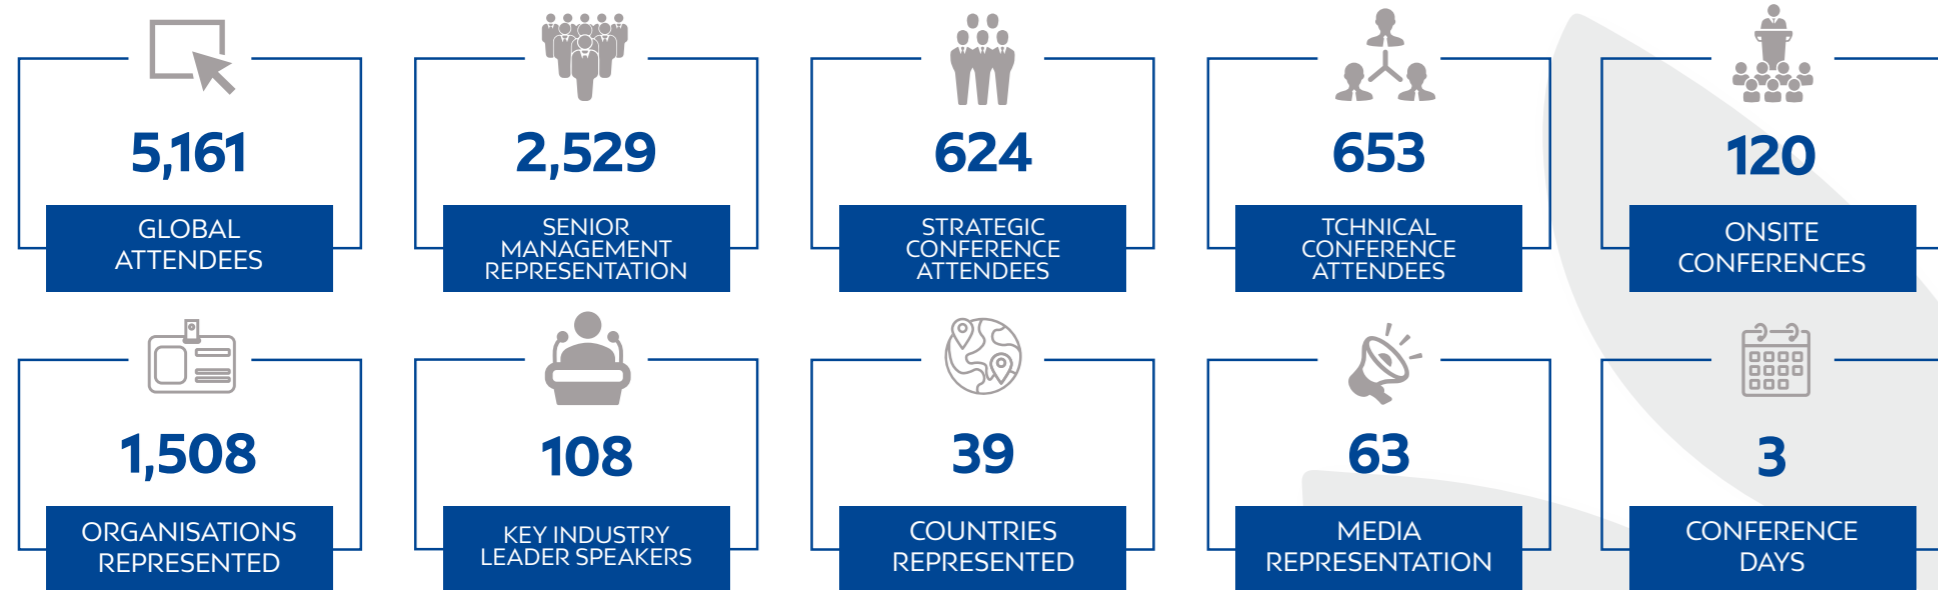 5,161
GLOBAL
ATTENDEES
2,529
SENIOR
MANAGEMENT
REPRESENTATION
624
STRATEGIC
CONFERENCE
ATTENDEES
653
TCHNICAL
CONFERENCE
ATTENDEES
120
ONSITE
CONFERENCES
1,508
ORGANISATIONS
REPRESENTED
108
KEY INDUSTRY
LEADER SPEAKERS
39
COUNTRIES
REPRESENTED
63
MEDIA
REPRESENTATION
3
CONFERENCE
DAYS